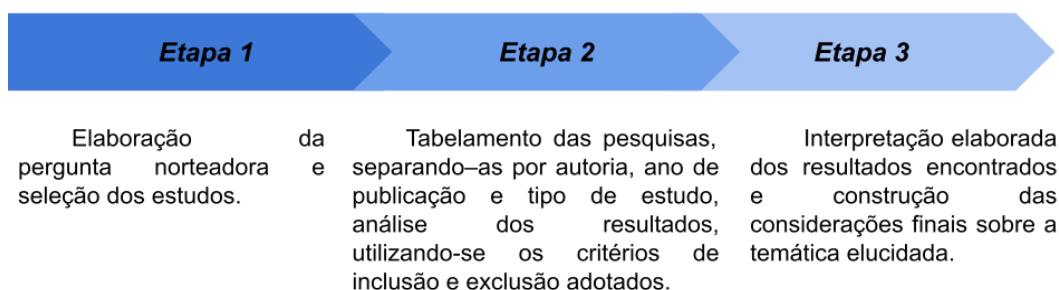 Etapa 1
Etapa 2
Etapa 3
Elaboração da
pergunta norteadora e
seleção dos estudos.
Tabelamento das pesquisas,
separando–as por autoria, ano de
publicação e tipo de estudo,
análise dos resultados,
utilizando-se os critérios de
inclusão e exclusão adotados.
Interpretação elaborada
dos resultados encontrados
e construção das
considerações finais sobre a
temática elucidada.